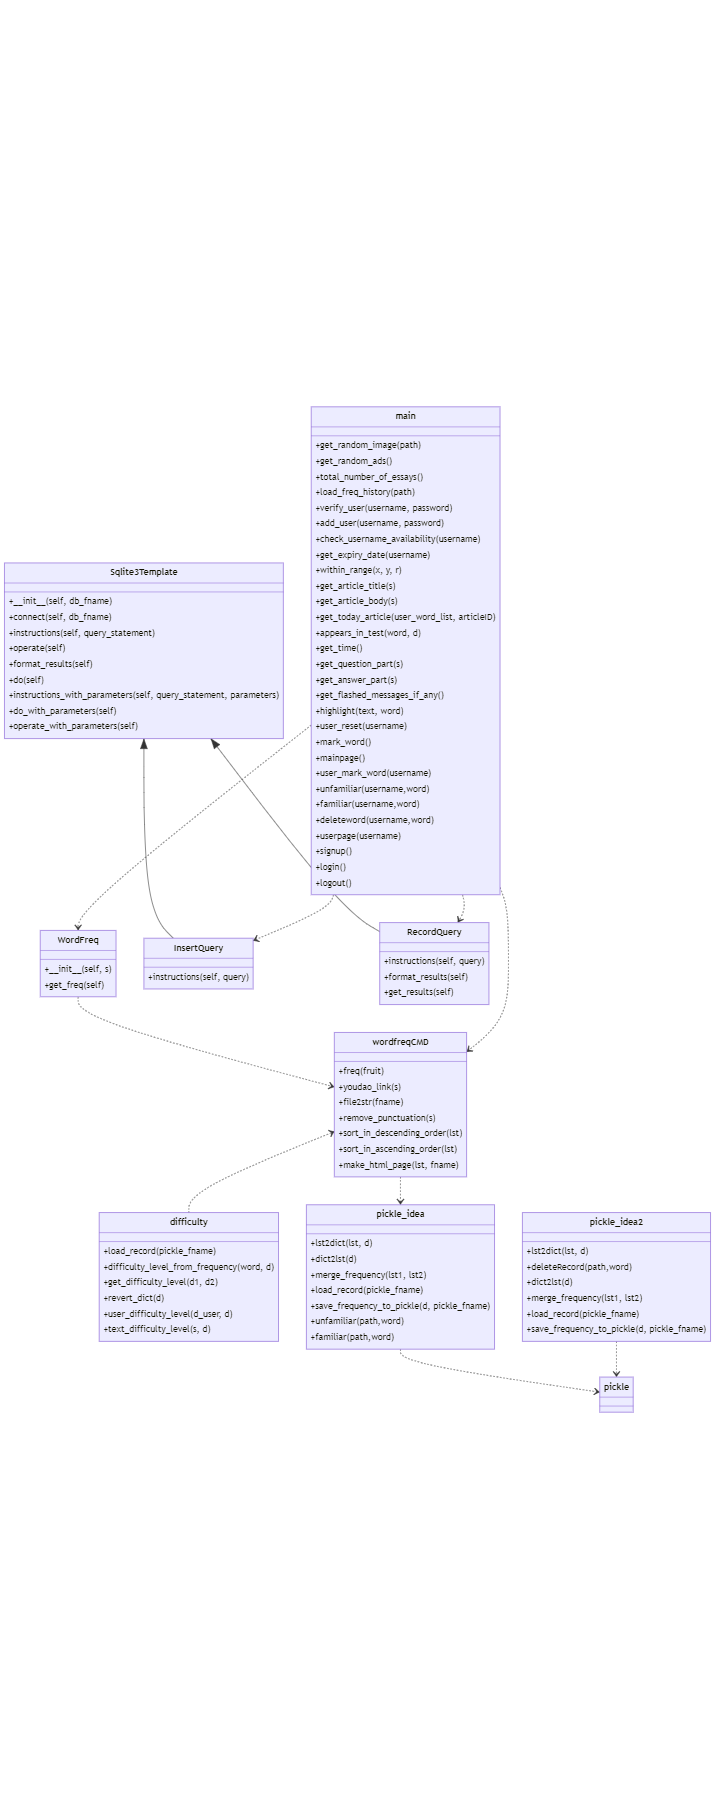 main
+get_random_image(path)
+get_random_ads()
+total_number_of_essays()
+load_freq_history(path)
+verify_user(username, password)
+add_user(username, password)
+check_username_availability(username)
+get_expiry_date(username)
+within_range(x, y, r)
+get_article_title(s)
+get_article_body(s)
+get_today_article(user_word_list, articleID)
+appears_in_test(word, d)
+get_time()
+get_question_part(s)
+get_answer_part(s)
+get_flashed_messages_if_any()
+highlight(text, word)
+user_reset(username)
+mark_word()
+mainpage()
+user_mark_word(username)
+unfamiliar(username,word)
+familiar(username,word)
+deleteword(username,word)
+userpage(username)
+signup()
+login()
+logout()
Sqlite3Template
+__init__(self, db_fname)
+connect(self, db_fname)
+instructions(self, query_statement)
+operate(self)
+format_results(self)
+do(self)
+instructions_with_parameters(self, query_statement, parameters)
+do_with_parameters(self)
+operate_with_parameters(self)
WordFreq
+__init__(self, s)
+get_freq(self)
InsertQuery
+instructions(self, query)
RecordQuery
+instructions(self, query)
+format_results(self)
+get_results(self)
wordfreqCMD
+freq(fruit)
+youdao_link(s)
+file2str(fname)
+remove_punctuation(s)
+sort_in_descending_order(lst)
+sort_in_ascending_order(lst)
+make_html_page(lst, fname)
difficulty
+load_record(pickle_fname)
+difficulty_level_from_frequency(word, d)
+get_difficulty_level(d1, d2)
+revert_dict(d)
+user_difficulty_level(d_user, d)
+text_difficulty_level(s, d)
pickle_idea
+lst2dict(lst, d)
+dict2lst(d)
+merge_frequency(lst1, lst2)
+load_record(pickle_fname)
+save_frequency_to_pickle(d, pickle_fname)
+unfamiliar(path,word)
+familiar(path,word)
pickle_idea2
+lst2dict(lst, d)
+deleteRecord(path,word)
+dict2lst(d)
+merge_frequency(lst1, lst2)
+load_record(pickle_fname)
+save_frequency_to_pickle(d, pickle_fname)
pickle